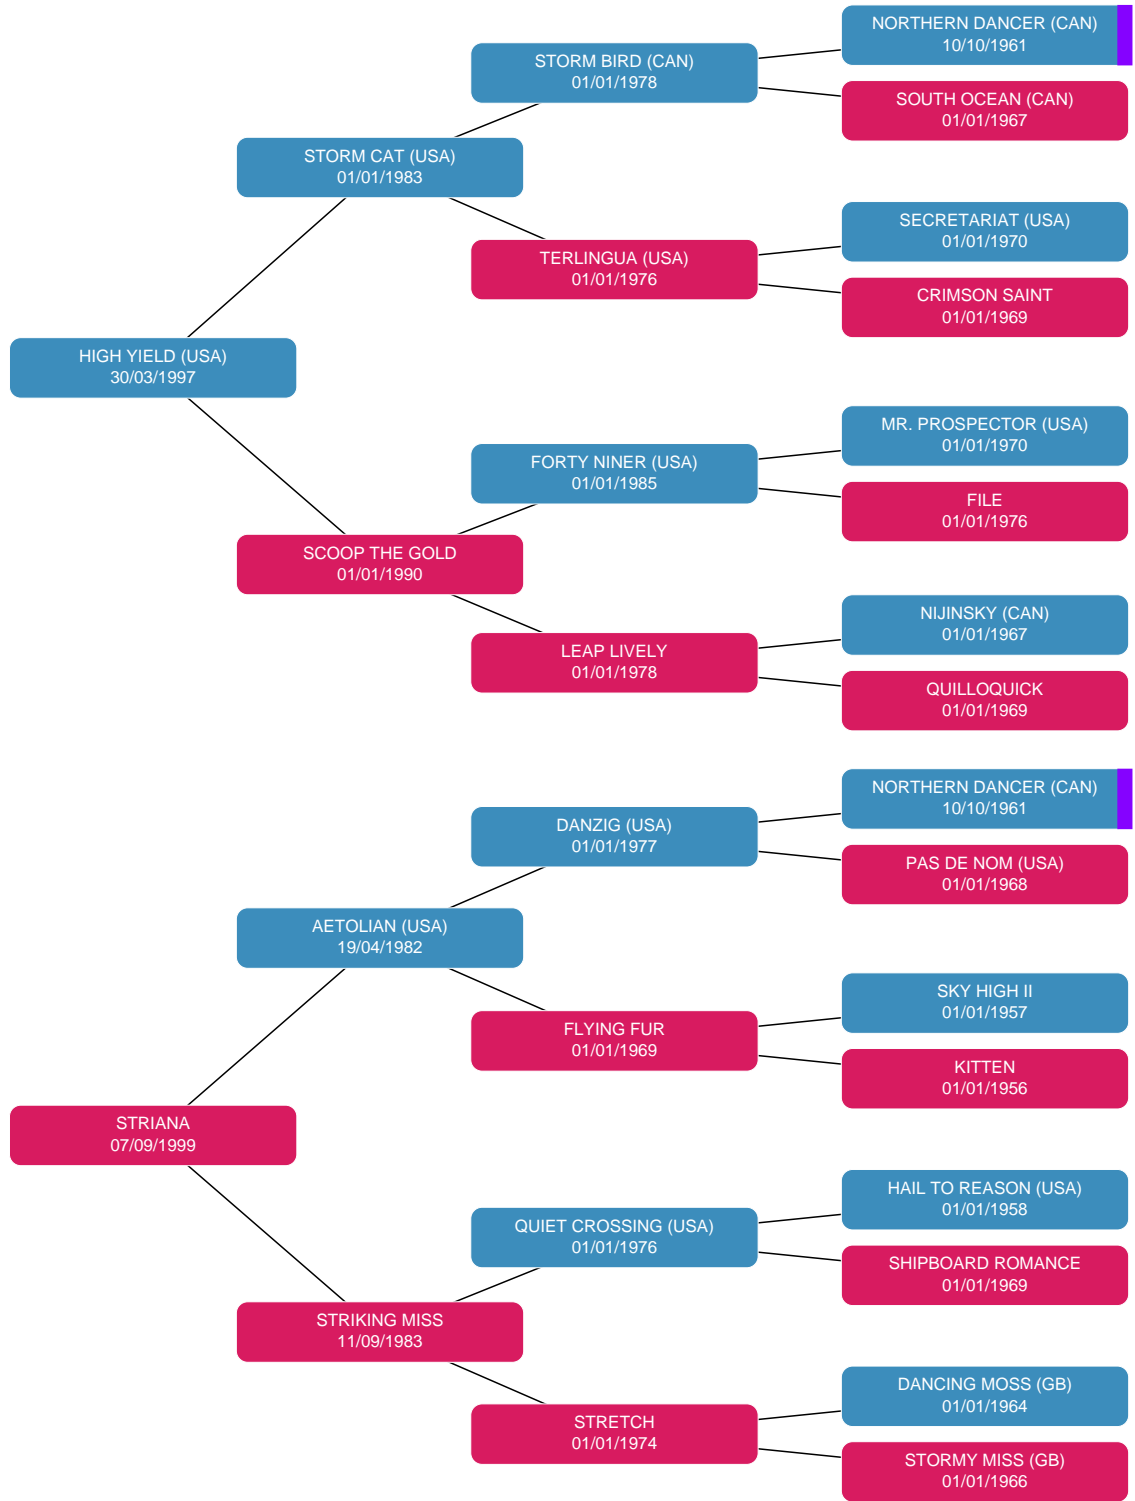 NORTHERN DANCER (CAN)
10/10/1961
STORM BIRD (CAN)
01/01/1978
SOUTH OCEAN (CAN)
01/01/1967
STORM CAT (USA)
01/01/1983
SECRETARIAT (USA)
01/01/1970
TERLINGUA (USA)
01/01/1976
CRIMSON SAINT
01/01/1969
HIGH YIELD (USA)
30/03/1997
MR. PROSPECTOR (USA)
01/01/1970
FORTY NINER (USA)
01/01/1985
FILE
01/01/1976
SCOOP THE GOLD
01/01/1990
NIJINSKY (CAN)
01/01/1967
LEAP LIVELY
01/01/1978
QUILLOQUICK
01/01/1969
NORTHERN DANCER (CAN)
10/10/1961
DANZIG (USA)
01/01/1977
PAS DE NOM (USA)
01/01/1968
AETOLIAN (USA)
19/04/1982
SKY HIGH II
01/01/1957
FLYING FUR
01/01/1969
KITTEN
01/01/1956
STRIANA
07/09/1999
HAIL TO REASON (USA)
01/01/1958
QUIET CROSSING (USA)
01/01/1976
SHIPBOARD ROMANCE
01/01/1969
STRIKING MISS
11/09/1983
DANCING MOSS (GB)
01/01/1964
STRETCH
01/01/1974
STORMY MISS (GB)
01/01/1966